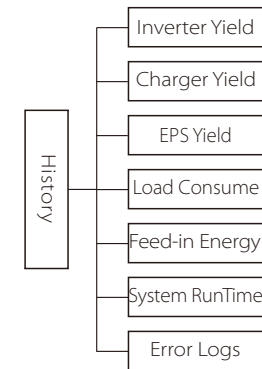 History
Inverter Yield
Charger Yield
EPS Yield
Load Consume
Feed-in Energy
System RunTime
Error Logs